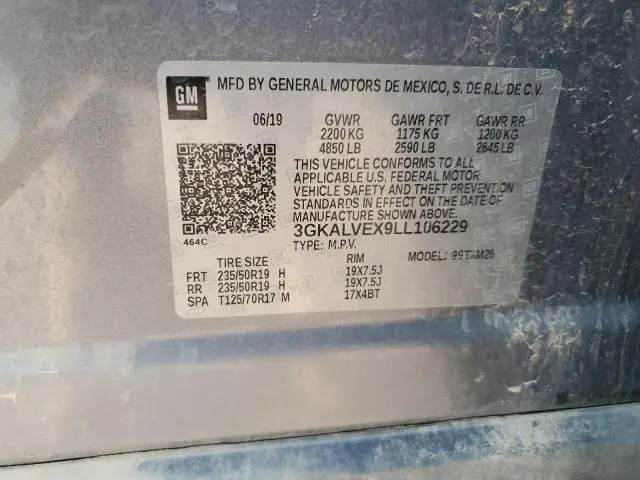 GM
MFD BY GENERAL MOTORS DE MEXICO, S. DE R.L. DE C.V.
06/19 GVWR GAWR FRT GAWR RR
2200 KG 1175 KG 1200 KG
4850 LB 2590 LB 2645 LB
THIS VEHICLE CONFORMS TO ALL
APPLICABLE U.S. FEDERAL MOTOR
VEHICLE SAFETY AND THEFT PREVENTION
STANDARDS IN EFFECT ON THE DATE OF
MANUFACTURE SHOWN ABOVE.
464C
3GKALVEX9LL106229
TYPE: M.P.V. MODEL: 99TXM26
TIRE SIZE RIM
FRT 235/50R19 H 19X7.5J
RR 235/50R19 H 19X7.5J
SPA T125/70R17 M 17X4BT